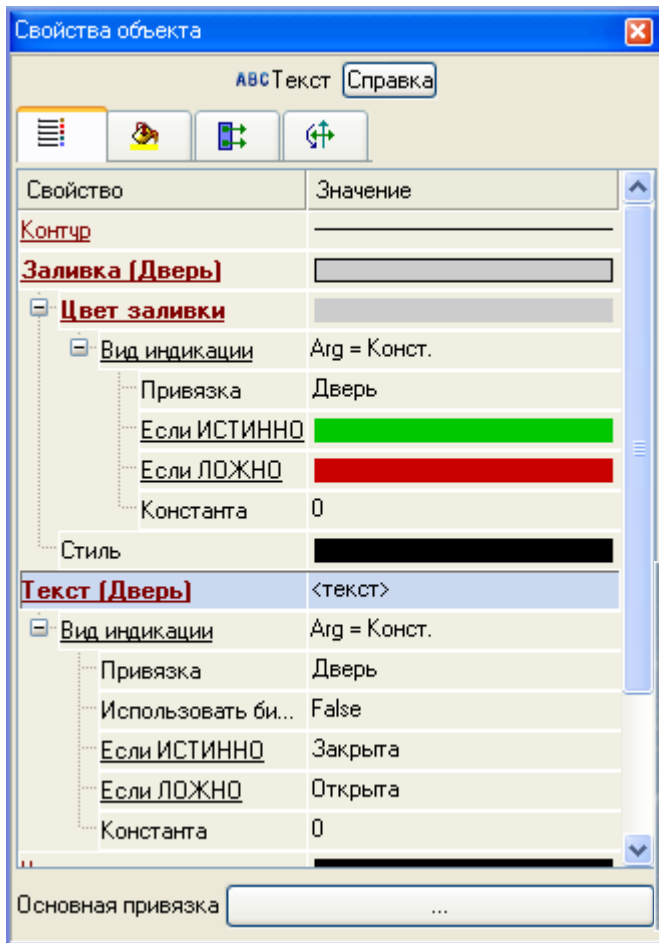 Свойства объекта
ABC Текст Справка
Свойство Значение
Контур
Заливка (Дверь)
Цвет заливки
Вид индикации Arg = Конст.
Привязка Дверь
Если ИСТИННО
Если ЛОЖНО
Константа 0
Стиль
Текст (Дверь) <текст>
Вид индикации Arg = Конст.
Привязка Дверь
Использовать би... False
Если ИСТИННО Закрыта
Если ЛОЖНО Открыта
Константа 0
Основная привязка ...